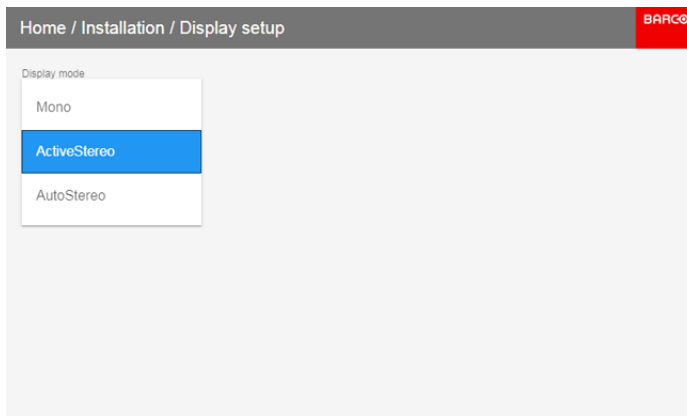 Home / Installation / Display setup
BARCO
Display mode
Mono
ActiveStereo
AutoStereo